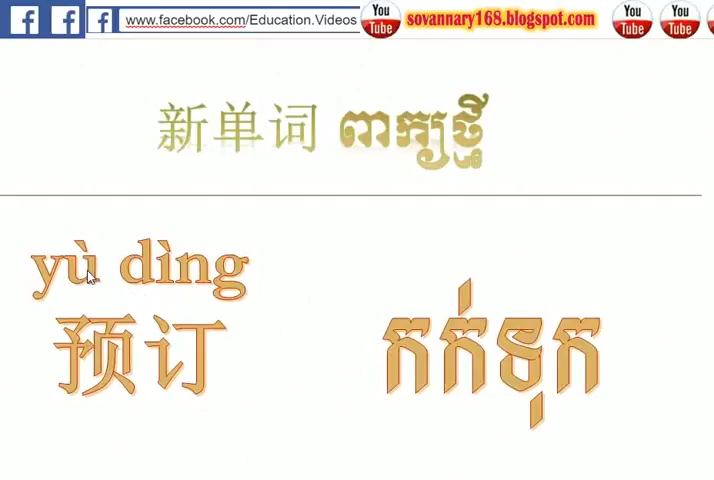 www.facebook.com/Education.Videos You Tube sovannary168.blogspot.com You Tube You Tube
新单词 ពាក្យថ្មី
yù dìng
预订 កក់ទុក